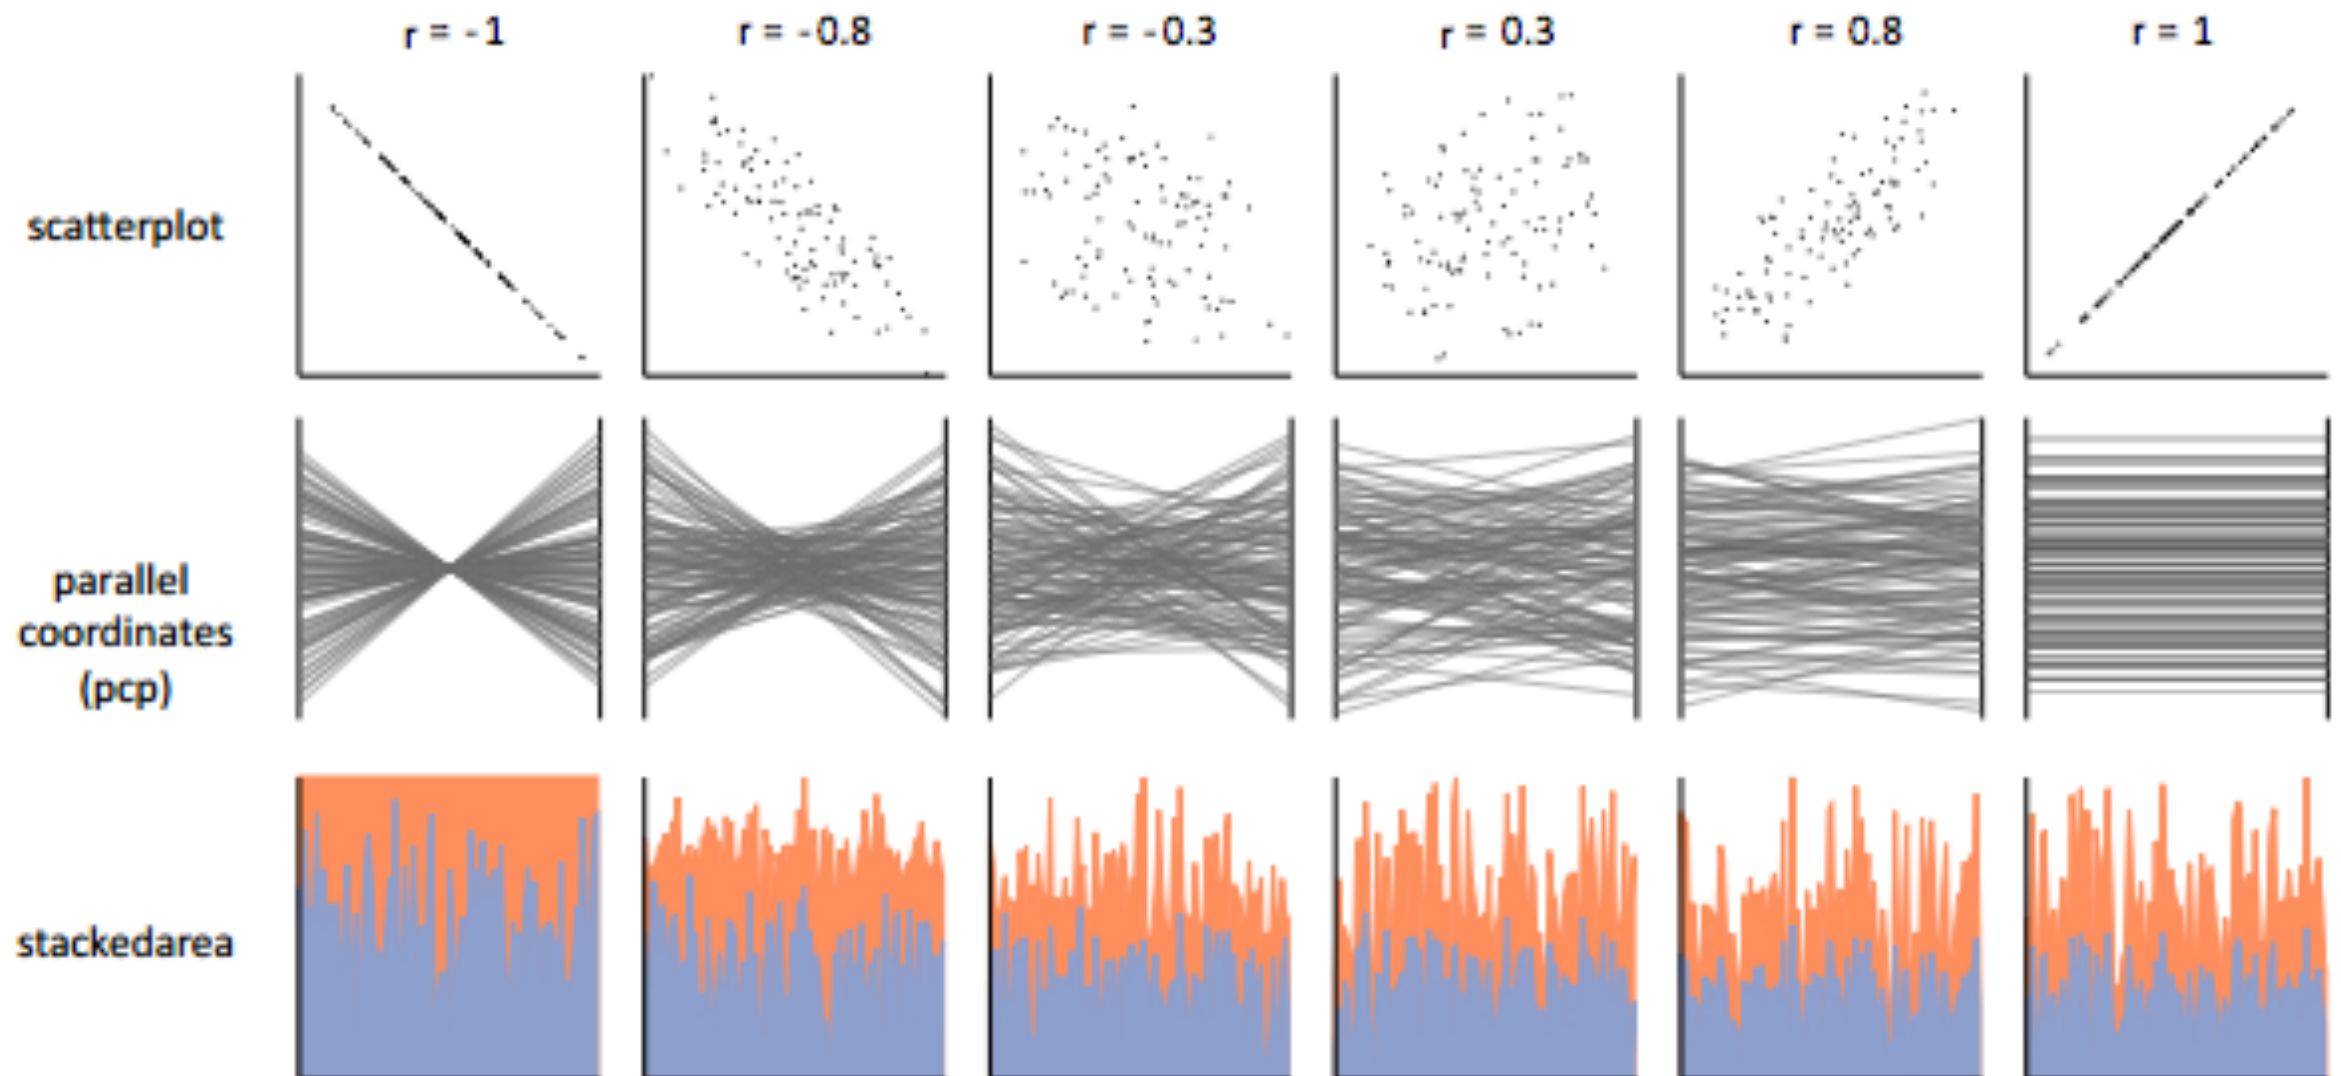 r = -1 r = -0.8 r = -0.3 r = 0.3 r = 0.8 r = 1
scatterplot
parallel
coordinates
(pcp)
stackedarea